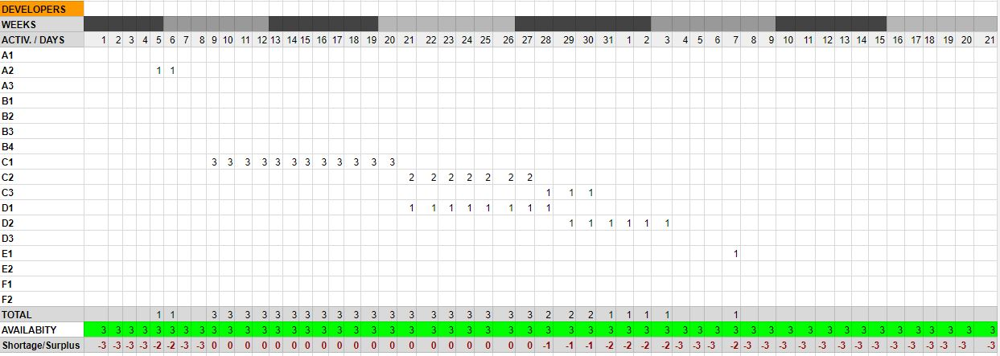 DEVELOPERS
WEEKS
ACTIV. / DAYS 1 2 3 4 5 6 7 8 9 10 11 12 13 14 15 16 17 18 19 20 21 22 23 24 25 26 27 28 29 30 31 1 2 3 4 5 6 7 8 9 10 11 12 13 14 15 16 17 18 19 20 21
A1
A2 1 1
A3
B1
B2
B3
B4
C1 3 3 3 3 3 3 3 3 3 3 3 3
C2 2 2 2 2 2 2 2
C3 1 1 1
D1 1 1 1 1 1 1 1 1
D2 1 1 1 1 1 1
D3
E1 1
E2
F1
F2
TOTAL 1 1 3 3 3 3 3 3 3 3 3 3 3 3 3 3 3 3 3 3 3 2 2 2 1 1 1 1 1
AVAILABITY 3 3 3 3 3 3 3 3 3 3 3 3 3 3 3 3 3 3 3 3 3 3 3 3 3 3 3 3 3 3 3 3 3 3 3 3 3 3 3 3 3 3 3 3 3 3 3 3 3 3 3 3
Shortage/Surplus -3 -3 -3 -3 -2 -2 -3 -3 0 0 0 0 0 0 0 0 0 0 0 0 0 0 0 0 0 0 0 -1 -1 -1 -2 -2 -2 -2 -3 -3 -3 -2 -3 -3 -3 -3 -3 -3 -3 -3 -3 -3 -3 -3 -3 -3